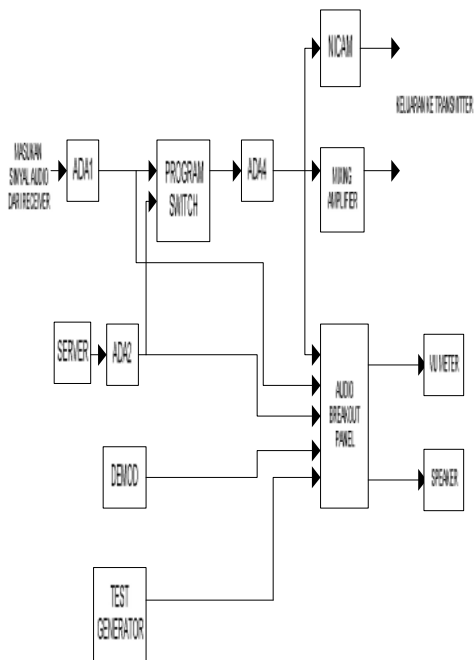 NICAM
KELUARAN KE TRANSMITTER
MASUKAN
SINYAL AUDIO
DARI RECEIVER
ADA1
PROGRAM
SWITCH
ADA4
MIXING
AMPLIFIER
SERVER
ADA2
AUDIO
BREAKOUT
PANEL
VU METER
DEMOD
SPEAKER
TEST
GENERATOR